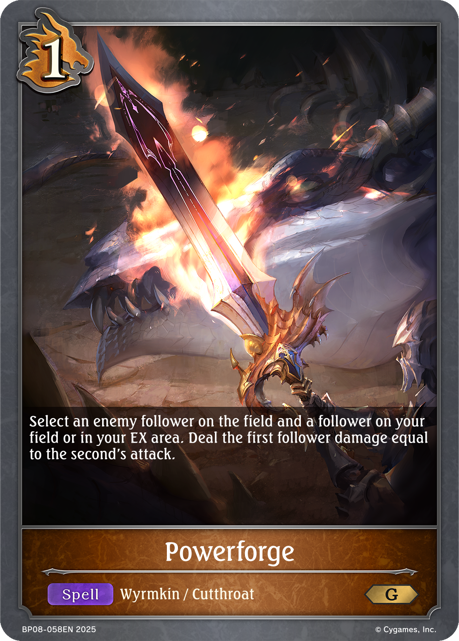 1
Select an enemy follower on the field and a follower on your
field or in your EX area. Deal the first follower damage equal
to the second's attack.
Powerforge
Spell Wyrmkin / Cutthroat G
BP08-058EN 2025 © Cygames, Inc.